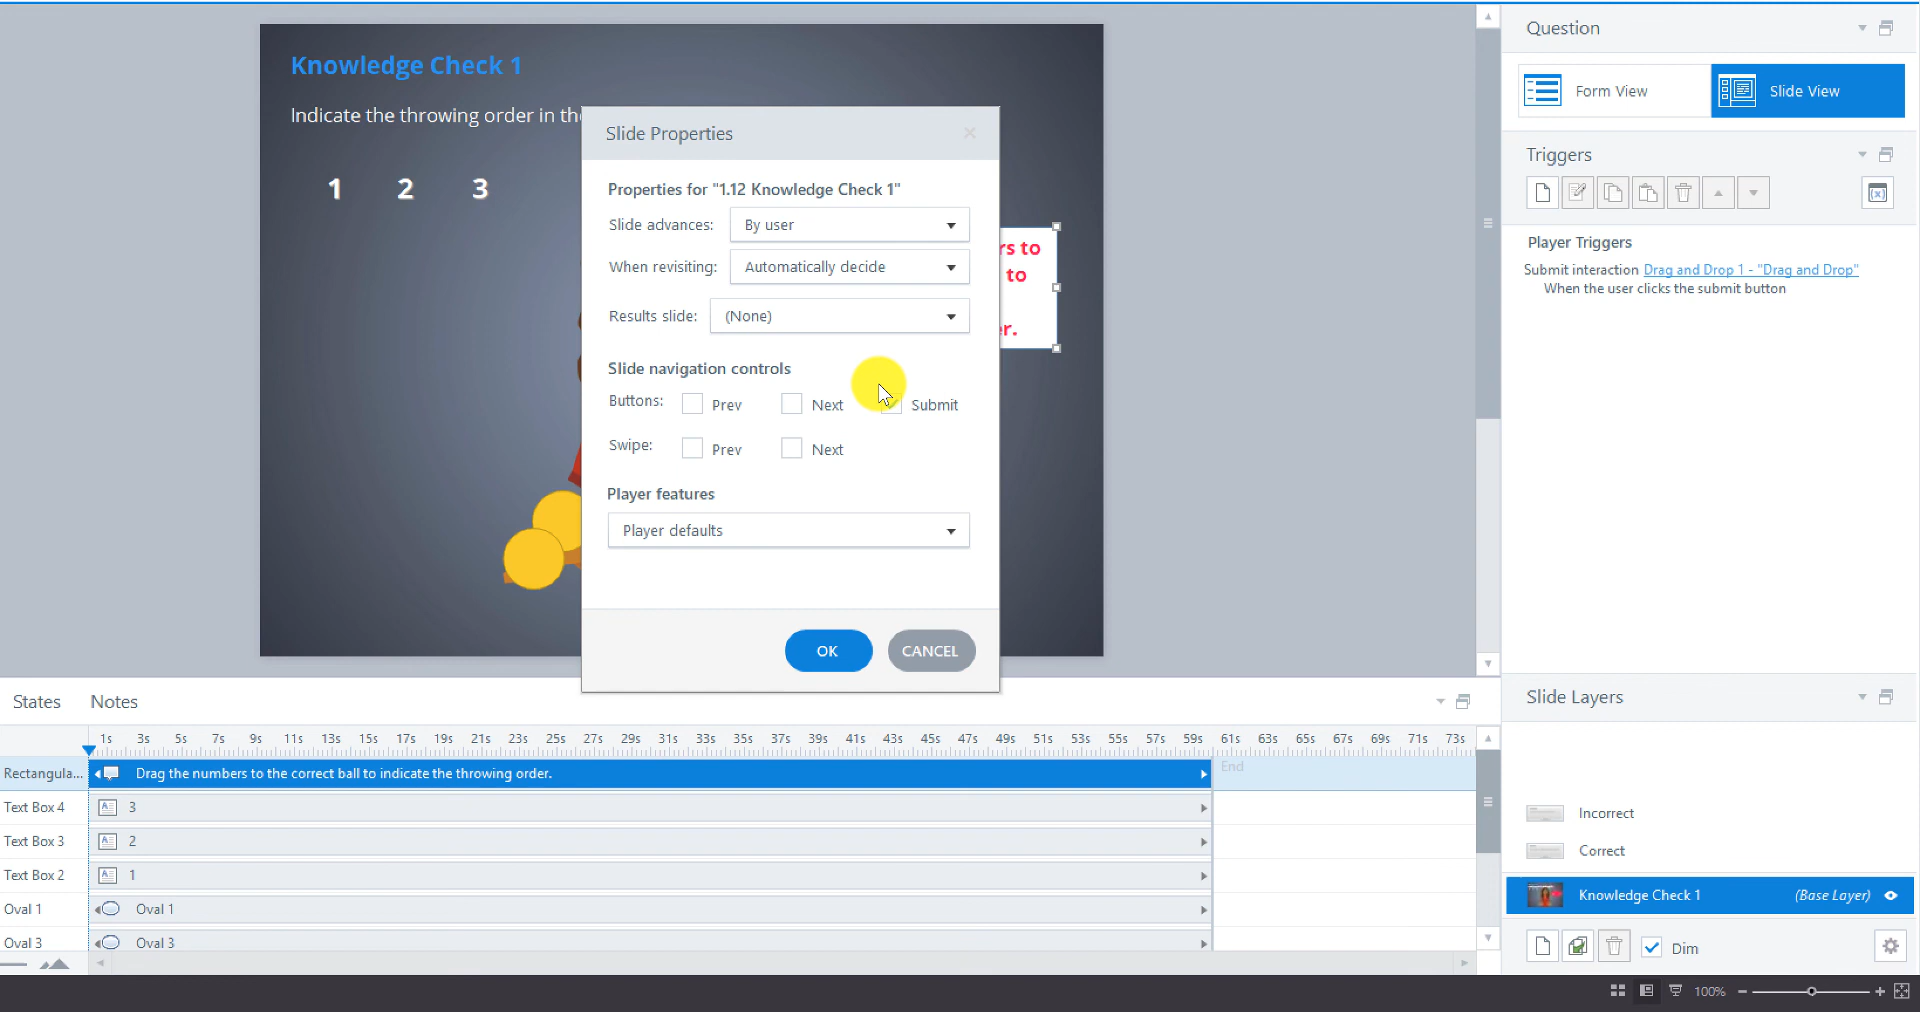 Knowledge Check 1
Indicate the throwing order in the
1 2 3
rs to
to
er.
Slide Properties
Properties for "1.12 Knowledge Check 1"
Slide advances: By user
When revisiting: Automatically decide
Results slide: (None)
Slide navigation controls
Buttons: Prev Next Submit
Swipe: Prev Next
Player features
Player defaults
OK CANCEL
Question
Form View Slide View
Triggers
Player Triggers
Submit interaction Drag and Drop 1 - "Drag and Drop"
When the user clicks the submit button
States Notes
1s 3s 5s 7s 9s 11s 13s 15s 17s 19s 21s 23s 25s 27s 29s 31s 33s 35s 37s 39s 41s 43s 45s 47s 49s 51s 53s 55s 57s 59s 61s 63s 65s 67s 69s 71s 73s
Rectangula... Drag the numbers to the correct ball to indicate the throwing order. End
Text Box 4 3
Text Box 3 2
Text Box 2 1
Oval 1 Oval 1
Oval 3 Oval 3
Slide Layers
Incorrect
Correct
Knowledge Check 1 (Base Layer)
Dim
100%